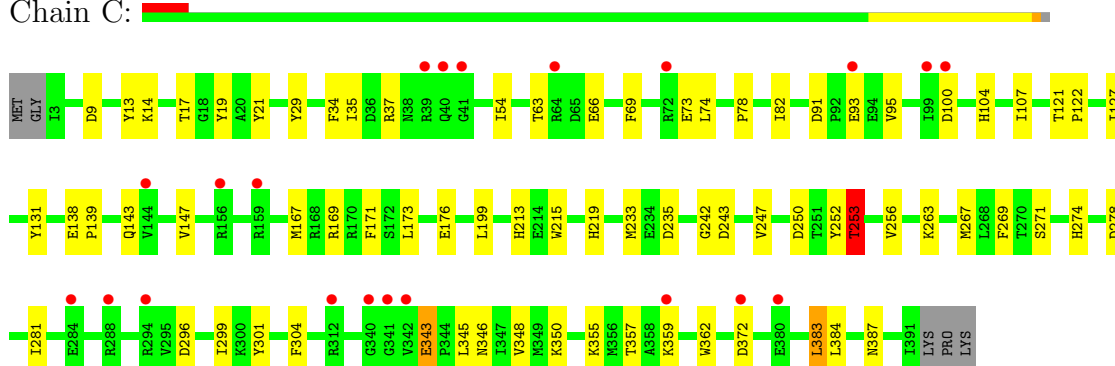 Chain C:
MET GLY I3 D9 Y13 K14 T17 G18 Y19 A20 Y21 Y29 F34 I35 D36 R37 N38 R39 Q40 G41 I54 T63 R64 D65 E66 F69 R72 E73 L74 P78 I82 D91 P92 E93 E94 V95 I99 D100 H104 I107 T121 P122
Y131 E138 P139 Q143 V144 V147 R156 R159 M167 R168 R169 R170 F171 S172 L173 E176 L199 H213 E214 W215 H219 M233 E234 D235 G242 D243 V247 D250 T251 Y252 T253 V256 K263 M267 L268 F269 T270 S271 H274
I281 E284 R288 R294 V295 D296 I299 K300 Y301 F304 R312 G340 G341 V342 E343 P344 L345 N346 I347 V348 M349 K350 K355 M356 T357 A358 K359 W362 D372 E380 L383 L384 N387 I391 LYS PRO LYS